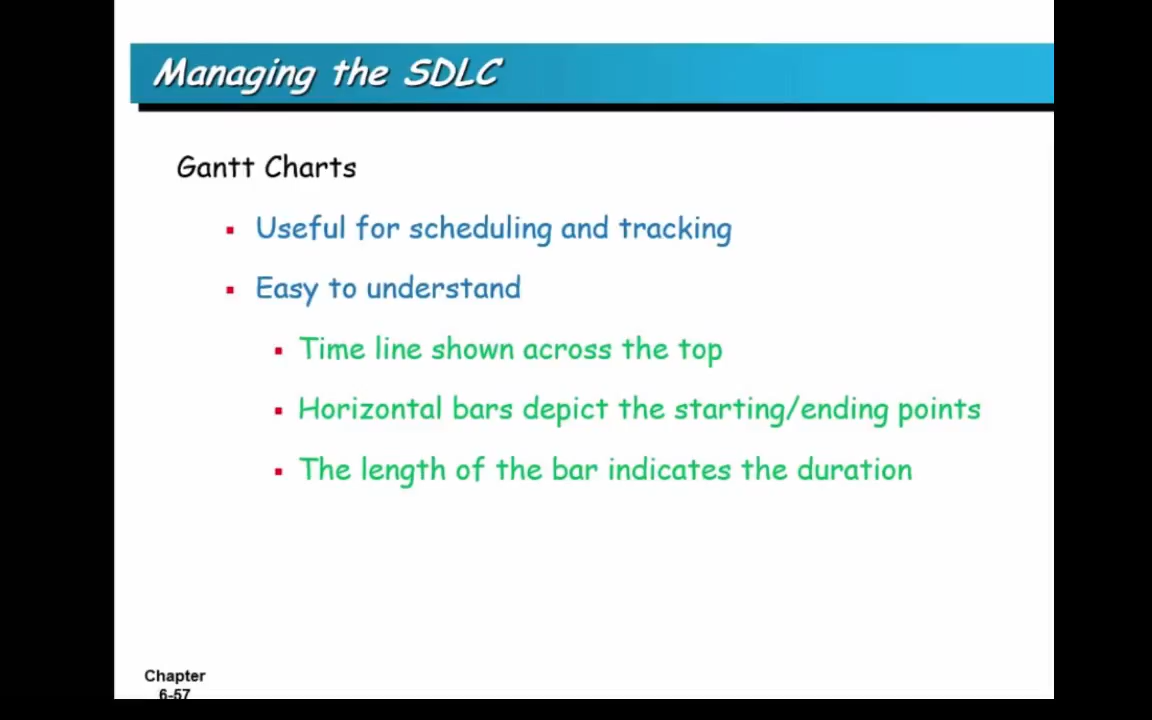 Managing the SDLC
Gantt Charts
Useful for scheduling and tracking
Easy to understand
Time line shown across the top
Horizontal bars depict the starting/ending points
The length of the bar indicates the duration
Chapter
6-57